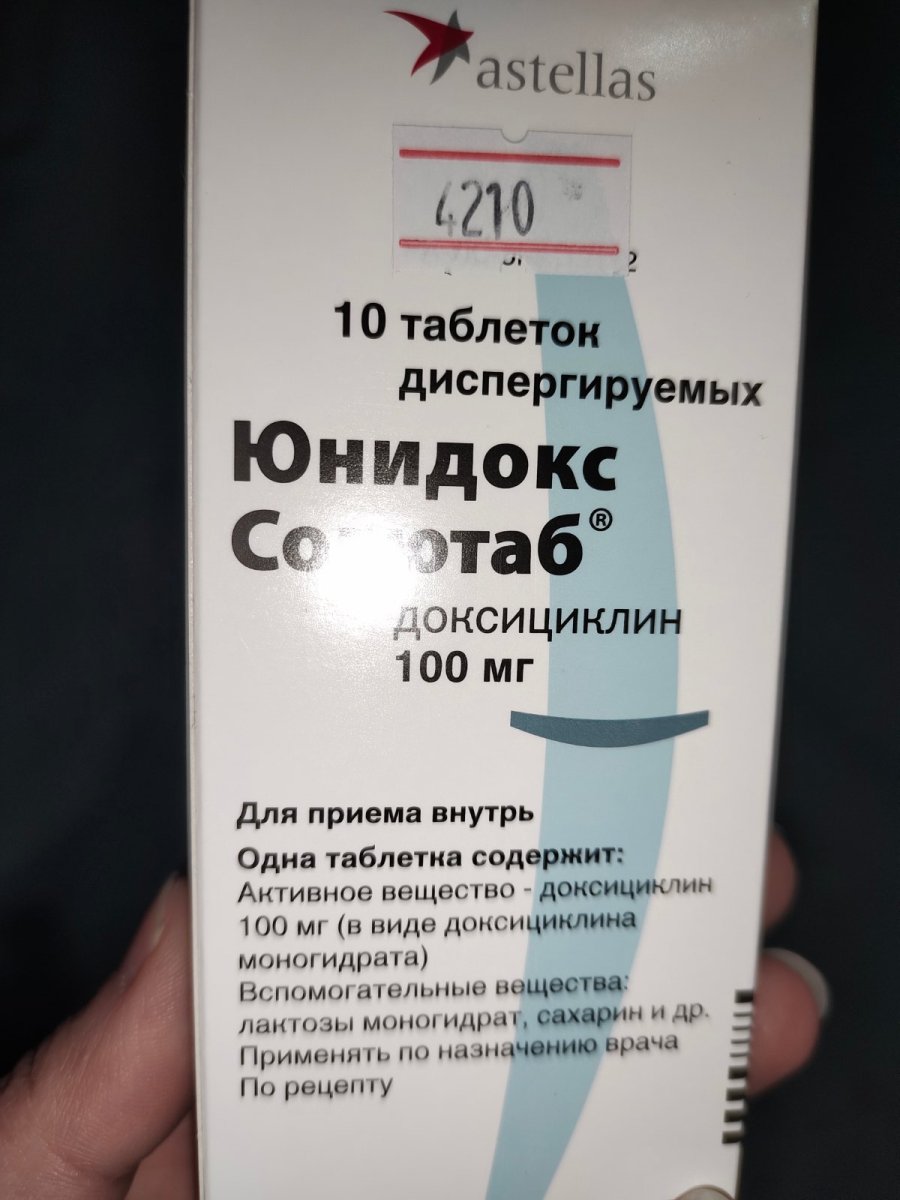 astellas
4210
10 таблеток
диспергируемых
Юнидокс
доксициклин
100 мг
Для приема внутрь
Одна таблетка содержит:
Активное вещество - доксициклин
100 мг (в виде доксициклина
моногидрата)
Вспомогательные вещества:
лактозы моногидрат, сахарин и др.
Применять по назначению врача
По рецепту